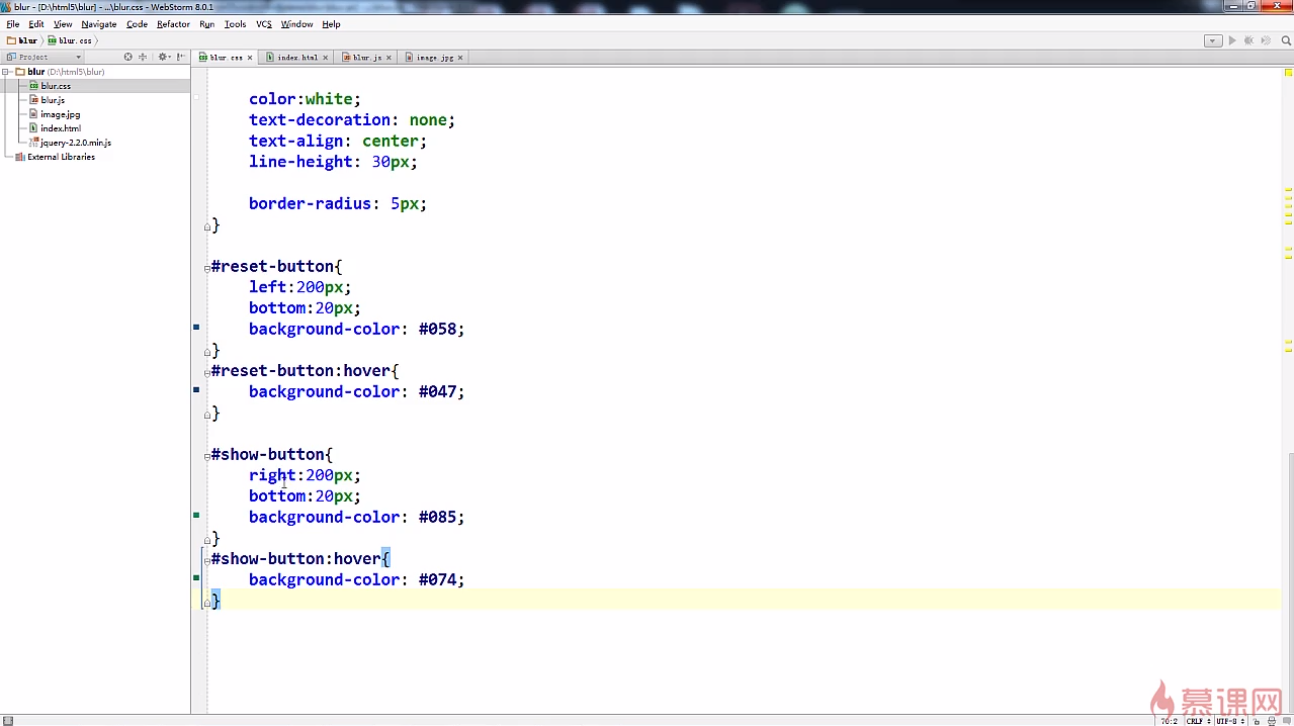 blur - [D:\html5\blur] - ...\blur.css - WebStorm 8.0.1
File Edit View Navigate Code Refactor Run Tools VCS Window Help
blur blur.css
Project
blur.css index.html blur.js image.jpg
blur (D:\html5\blur)
blur.css
blur.js
image.jpg
index.html
jquery-2.2.0.min.js
External Libraries
color:white;
text-decoration: none;
text-align: center;
line-height: 30px;
border-radius: 5px;
}
#reset-button{
left:200px;
bottom:20px;
background-color: #058;
}
#reset-button:hover{
background-color: #047;
}
#show-button{
right:200px;
bottom:20px;
background-color: #085;
}
#show-button:hover{
background-color: #074;
}
慕课网
76:2 CRLF UTF-8